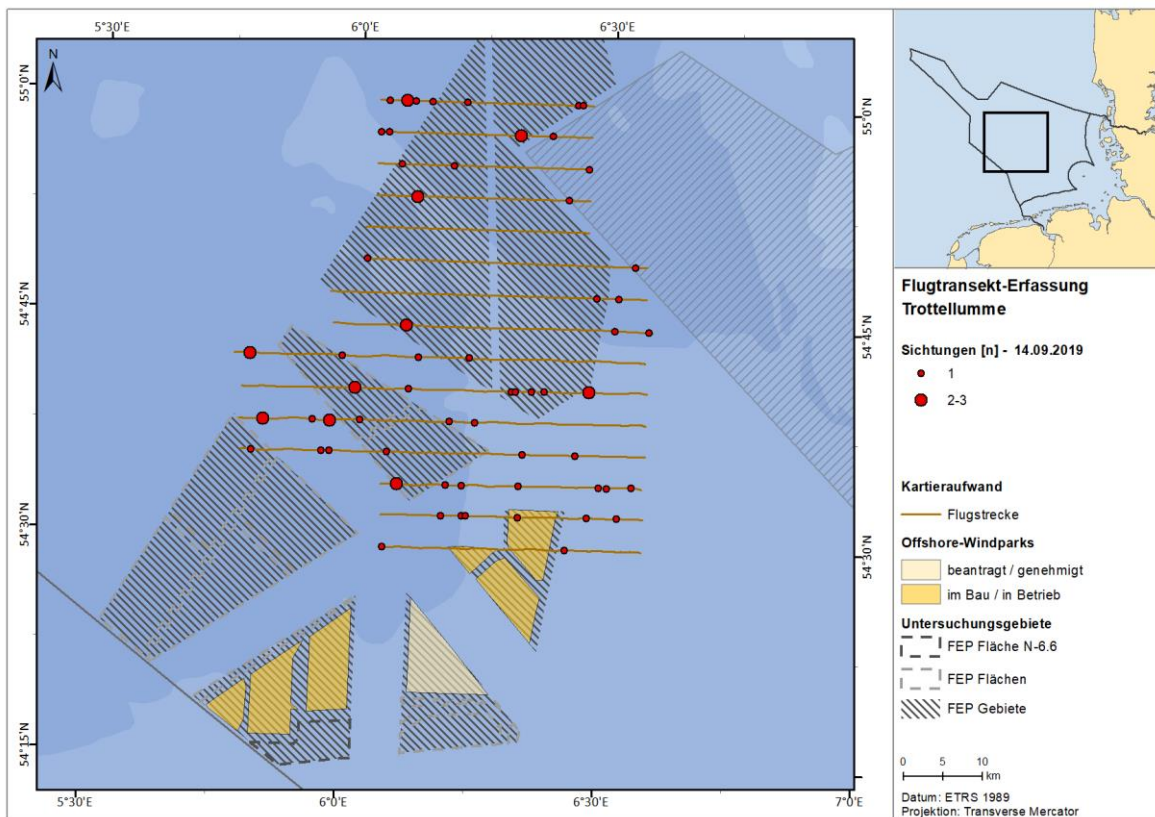 5°30'E
6°0'E
6°30'E
N
55°0'N
54°45'N
54°30'N
54°15'N
55°0'N
54°45'N
54°30'N
5°30'E
6°0'E
6°30'E
7°0'E
Flugtransekt-Erfassung
Trottellumme
Sichtungen [n] - 14.09.2019
1
2-3
Kartieraufwand
Flugstrecke
Offshore-Windparks
beantragt / genehmigt
im Bau / in Betrieb
Untersuchungsgebiete
FEP Fläche N-6.6
FEP Flächen
FEP Gebiete
0 5 10
km
Datum: ETRS 1989
Projektion: Transverse Mercator